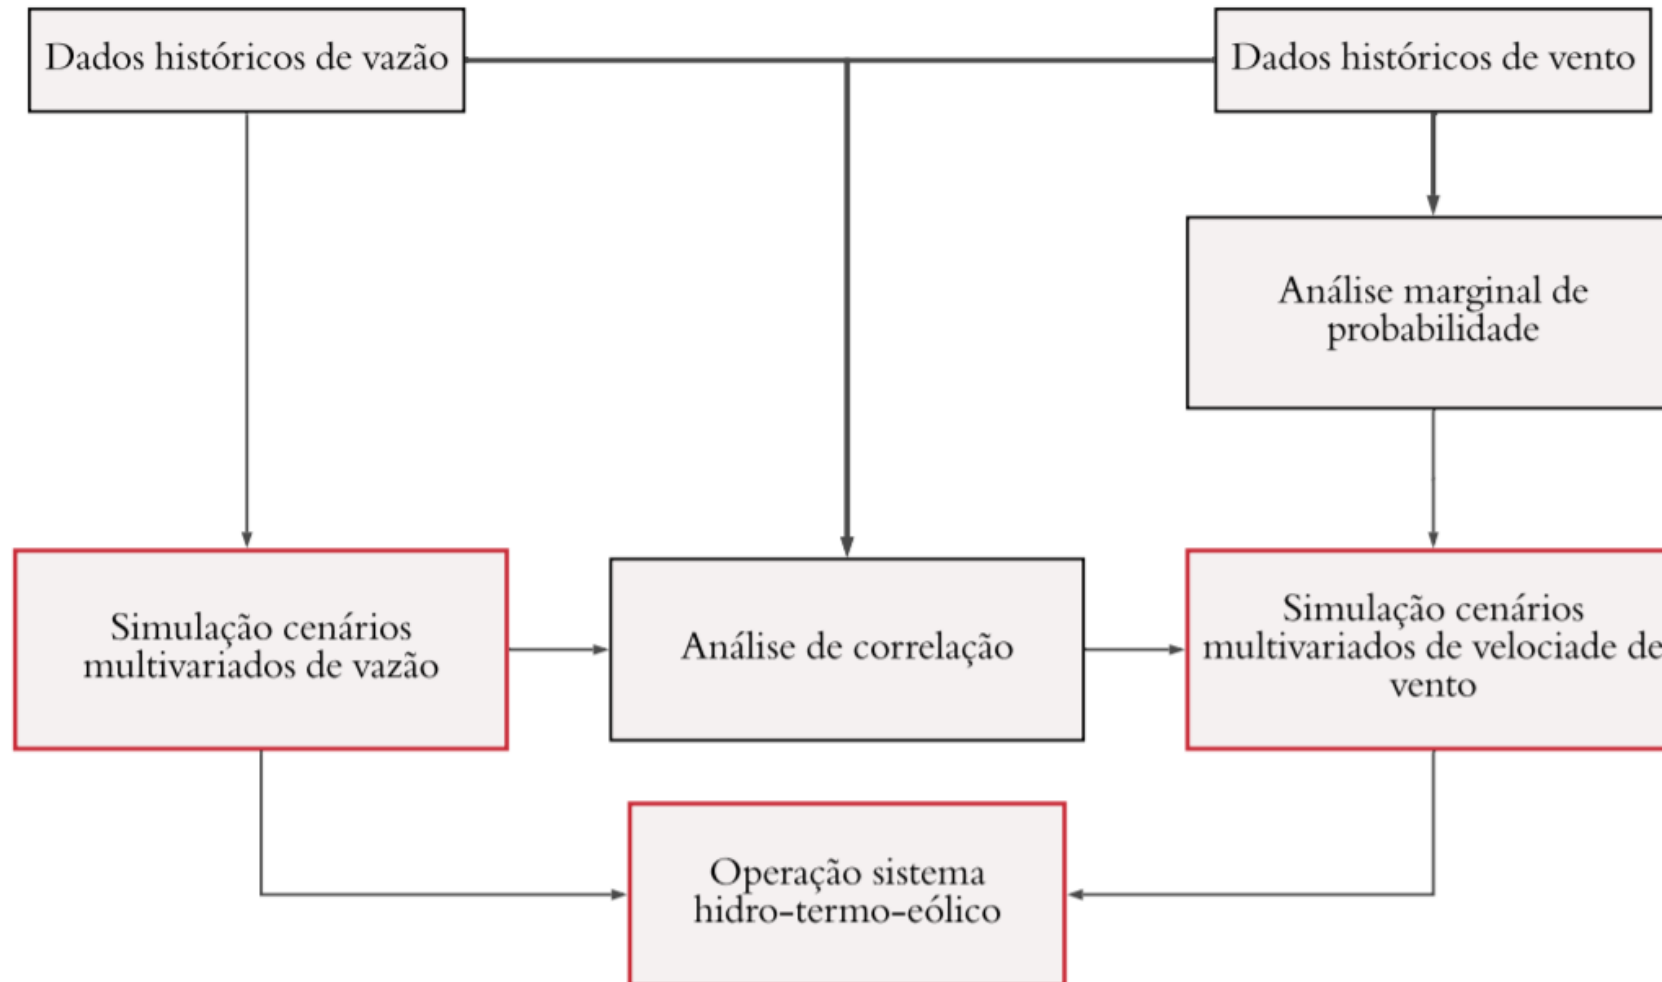 Dados históricos de vazão
Dados históricos de vento
Análise marginal de
probabilidade
Simulação cenários
multivariados de vazão
Análise de correlação
Simulação cenários
multivariados de velociade de
vento
Operação sistema
hidro-termo-eólico